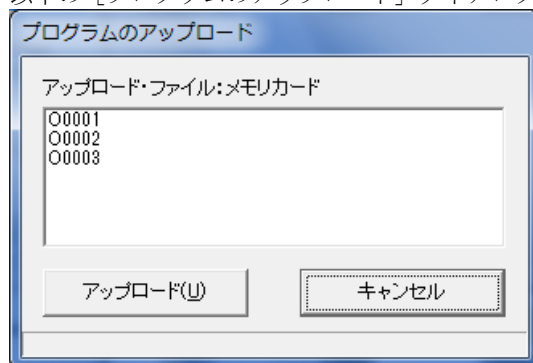 プログラムのアップロード
アップロード・ファイル:メモリカード
O0001
O0002
O0003
アップロード(U)
キャンセル